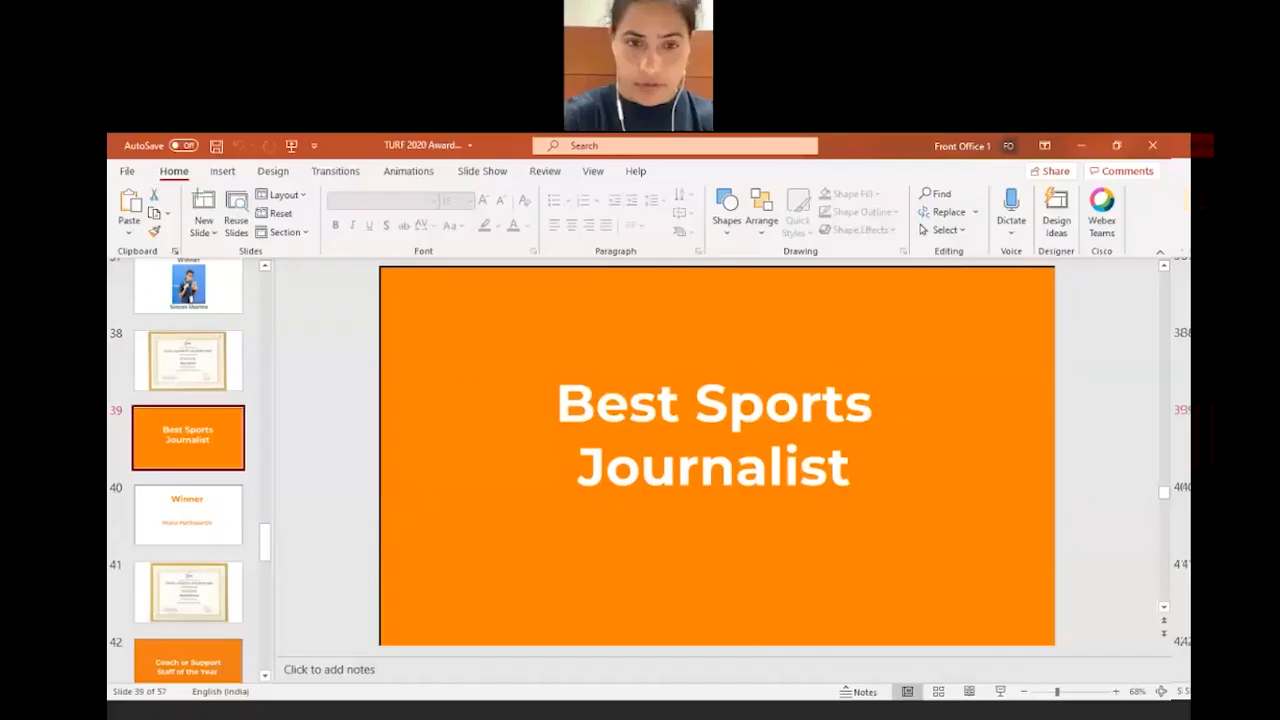 AutoSave Off
TURF 2020 Award...
Search
Front Office 1 FO
File Home Insert Design Transitions Animations Slide Show Review View Help
Share Comments
Paste
New Slide
Reuse Slides
Layout
Reset
Section
Shapes
Arrange
Quick Styles
Shape Fill
Shape Outline
Shape Effects
Find
Replace
Select
Dictate
Design Ideas
Webex Teams
Clipboard Slides Font Paragraph Drawing Editing Voice Designer Cisco
Winner
38
39
Best Sports
Journalist
40
Winner
41
42
Coach or Support
Staff of the Year
Best Sports
Journalist
Click to add notes
Slide 39 of 57 English (India)
Notes
68%